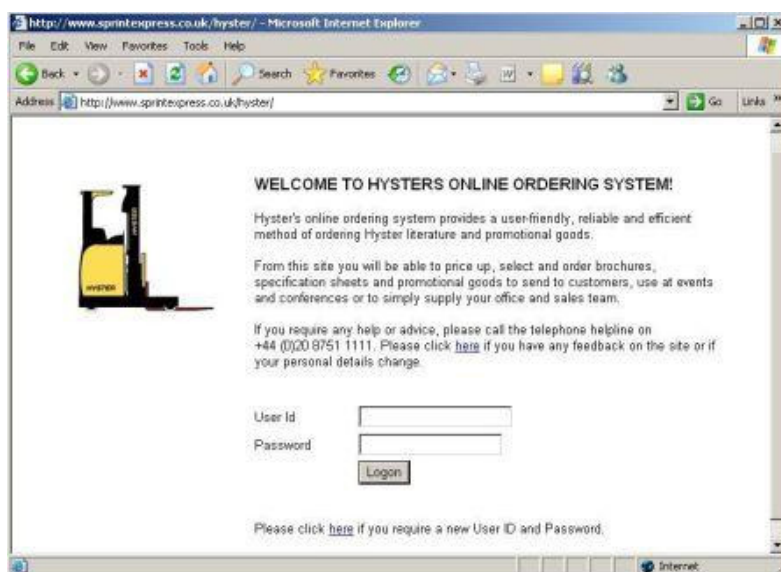 http://www.sprintexpress.co.uk/hyster/ - Microsoft Internet Explorer
File Edit View Favorites Tools Help
Back Search Favorites
Address http://www.sprintexpress.co.uk/hyster/ Go Links »
WELCOME TO HYSTERS ONLINE ORDERING SYSTEM!
Hyster's online ordering system provides a user-friendly, reliable and efficient
method of ordering Hyster literature and promotional goods.
From this site you will be able to price up, select and order brochures,
specification sheets and promotional goods to send to customers, use at events
and conferences or to simply supply your office and sales team.
If you require any help or advice, please call the telephone helpline on
+44 (0)20 8751 1111. Please click here if you have any feedback on the site or if
your personal details change.
HYSTER
HYSTER
User Id
Password
Logon
Please click here if you require a new User ID and Password.
Internet